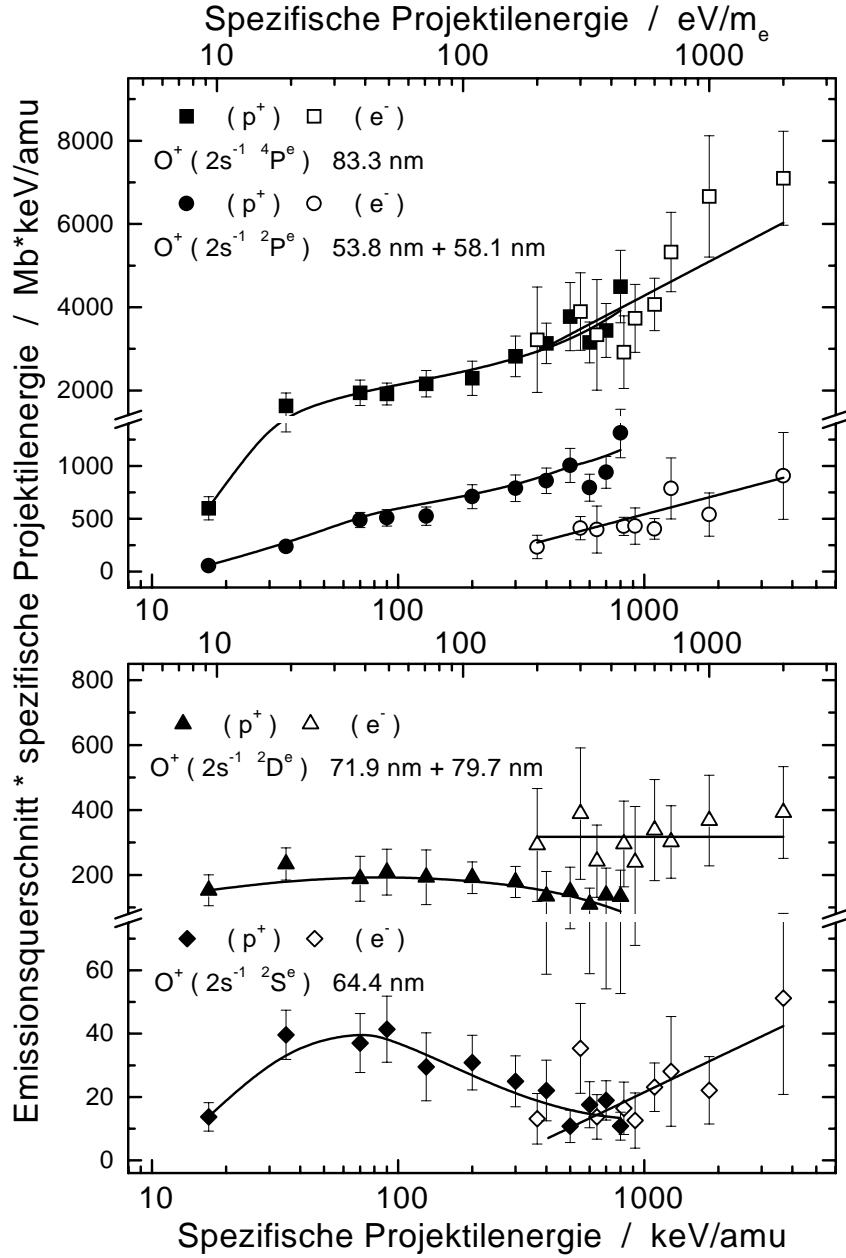 Spezifische Projektilenergie / eV/mₑ
10 100 1000
Emissionsquerschnitt * spezifische Projektilenergie / Mb*keV/amu
8000
6000
4000
2000
1000
500
0
■ (p⁺) □ (e⁻)
O⁺(2s⁻¹ ⁴Pᵉ) 83.3 nm
● (p⁺) ○ (e⁻)
O⁺(2s⁻¹ ²Pᵉ) 53.8 nm + 58.1 nm
10 100 1000
10 100 1000
800
600
400
200
60
40
20
0
▲ (p⁺) △ (e⁻)
O⁺(2s⁻¹ ²Dᵉ) 71.9 nm + 79.7 nm
◆ (p⁺) ◇ (e⁻)
O⁺(2s⁻¹ ²Sᵉ) 64.4 nm
10 100 1000
Spezifische Projektilenergie / keV/amu